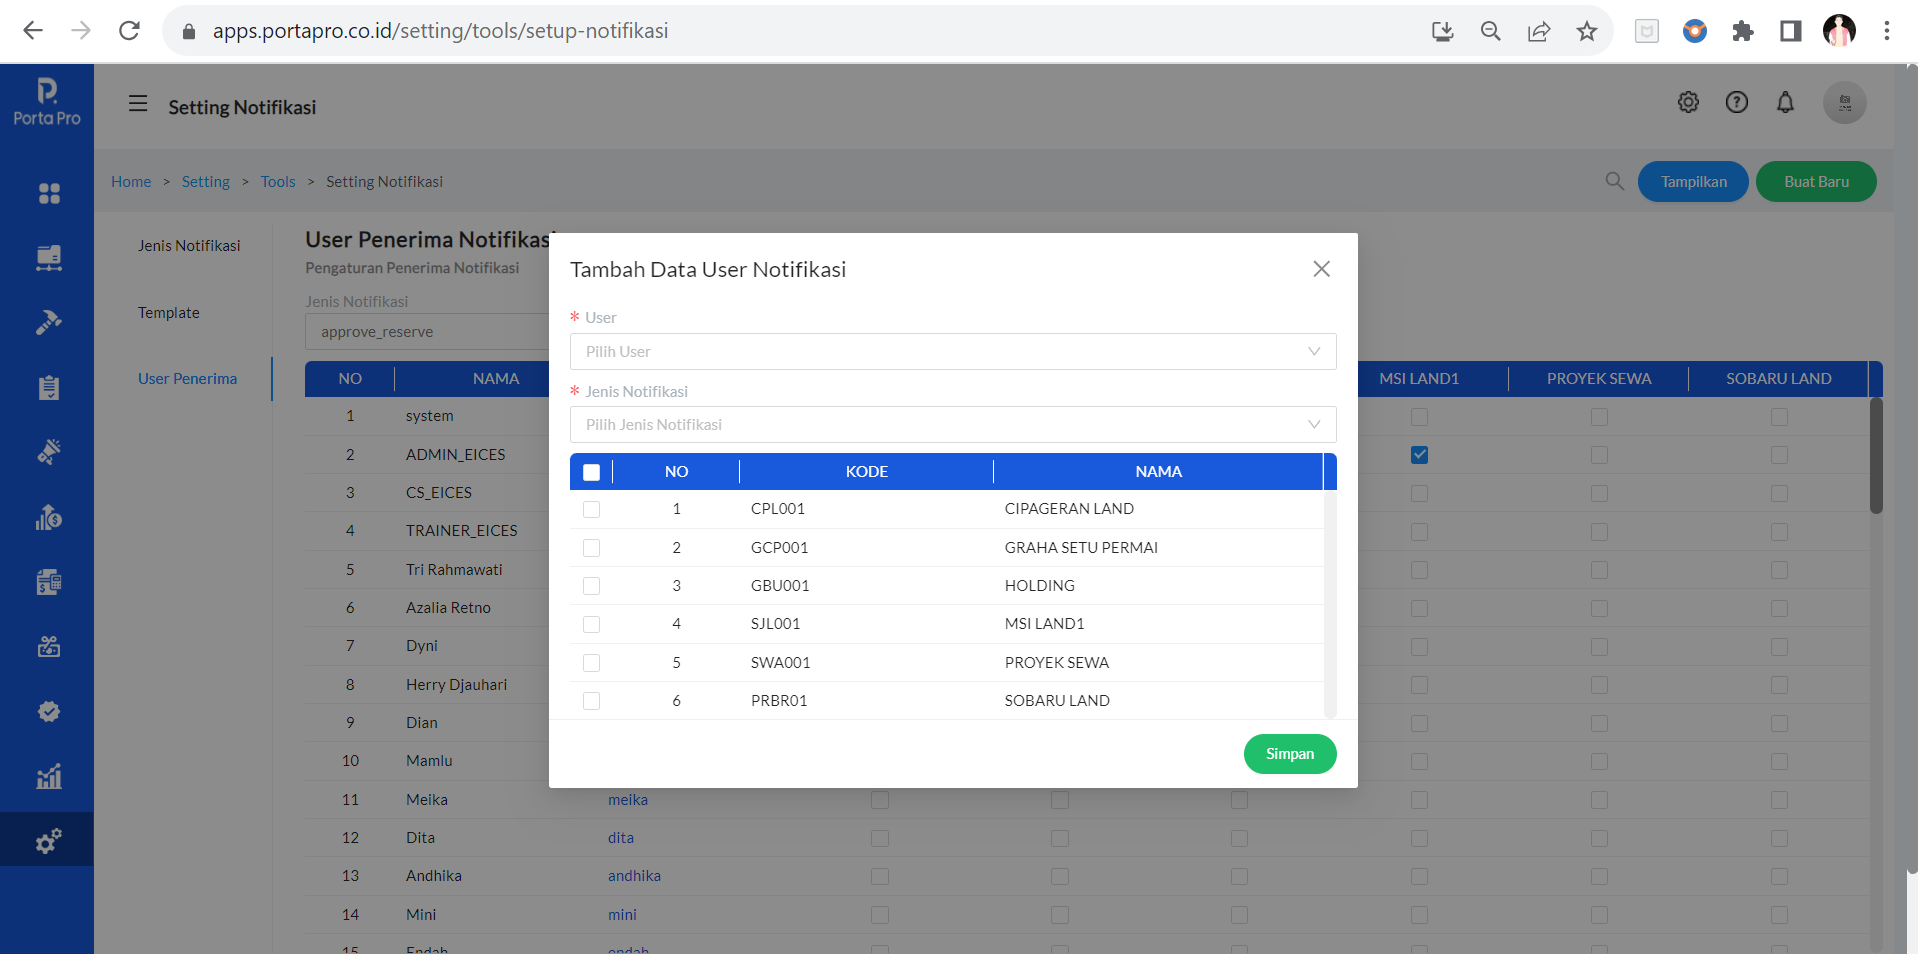 apps.portapro.co.id/setting/tools/setup-notifikasi
Porta Pro
Setting Notifikasi
Home > Setting > Tools > Setting Notifikasi
Tampilkan
Buat Baru
Jenis Notifikasi
Template
User Penerima
User Penerima Notifikasi
Pengaturan Penerima Notifikasi
Jenis Notifikasi
approve_reserve
NO NAMA MSI LAND1 PROYEK SEWA SOBARU LAND
1 system
2 ADMIN_EICES
3 CS_EICES
4 TRAINER_EICES
5 Tri Rahmawati
6 Azalia Retno
7 Dyni
8 Herry Djauhari
9 Dian
10 Mamlu
11 Meika meika
12 Dita dita
13 Andhika andhika
14 Mini mini
15 Endah endah
Tambah Data User Notifikasi
* User
Pilih User
* Jenis Notifikasi
Pilih Jenis Notifikasi
NO KODE NAMA
1 CPL001 CIPAGERAN LAND
2 GCP001 GRAHA SETU PERMAI
3 GBU001 HOLDING
4 SJL001 MSI LAND1
5 SWA001 PROYEK SEWA
6 PRBR01 SOBARU LAND
Simpan